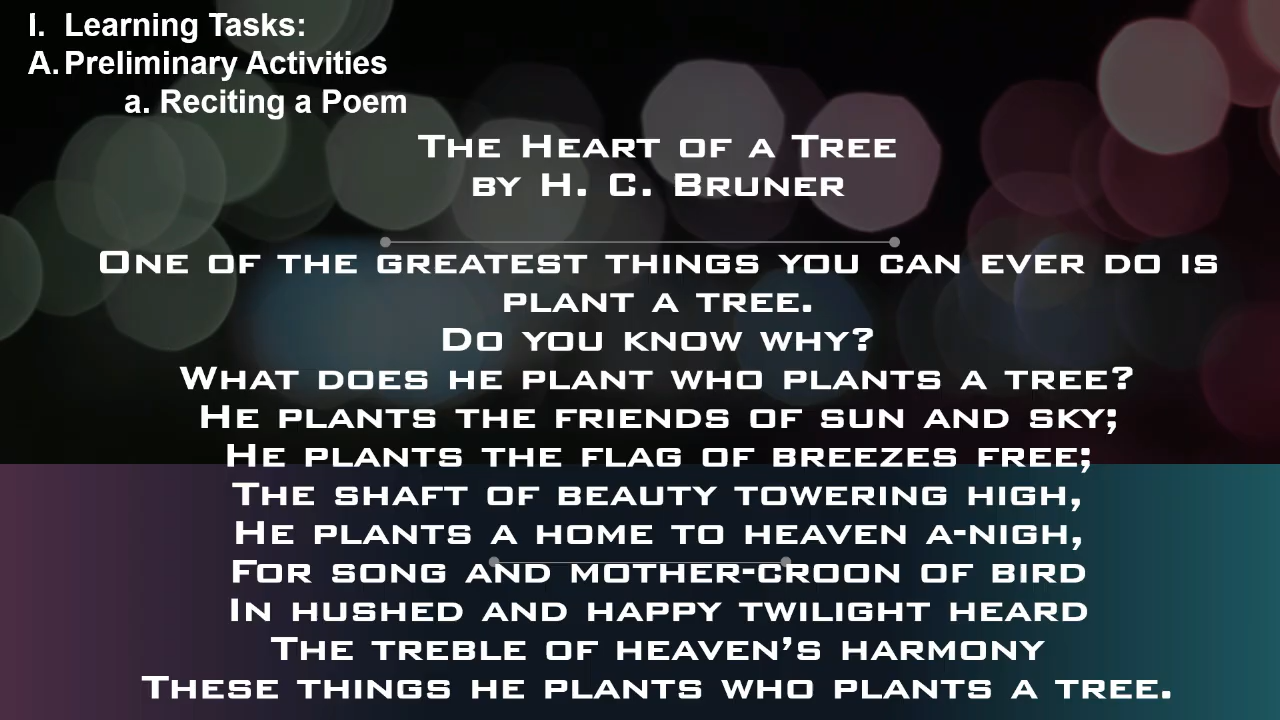 I. Learning Tasks:
A. Preliminary Activities
a. Reciting a Poem
The Heart of a Tree
by H. C. Bruner
One of the greatest things you can ever do is
plant a tree.
Do you know why?
What does he plant who plants a tree?
He plants the friends of sun and sky;
He plants the flag of breezes free;
The shaft of beauty towering high,
He plants a home to heaven a-nigh,
For song and mother-croon of bird
In hushed and happy twilight heard
The treble of heaven’s harmony
These things he plants who plants a tree.